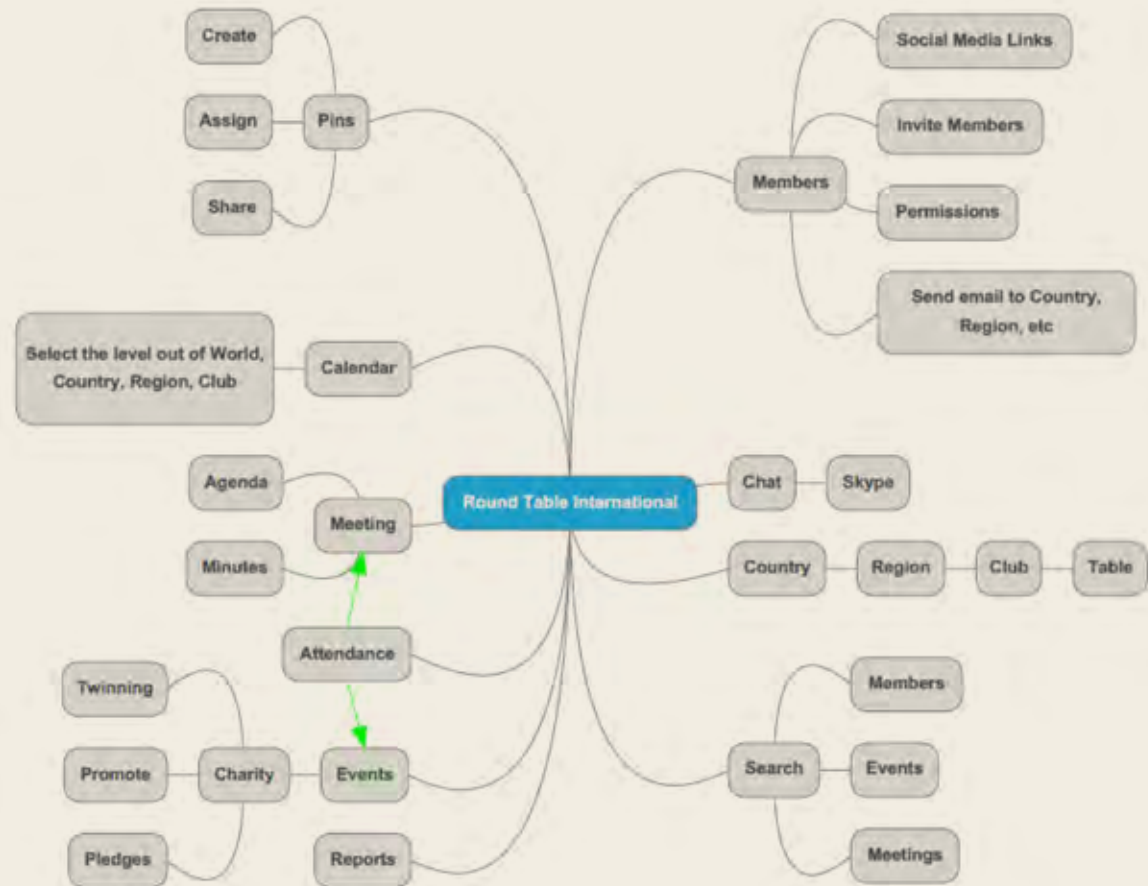 Create
Assign
Pins
Share
Social Media Links
Invite Members
Members
Permissions
Send email to Country,
Region, etc
Select the level out of World,
Country, Region, Club
Calendar
Agenda
Meeting
Minutes
Round Table International
Chat
Skype
Country
Region
Club
Table
Attendance
Twinning
Promote
Charity
Events
Pledges
Reports
Members
Search
Events
Meetings